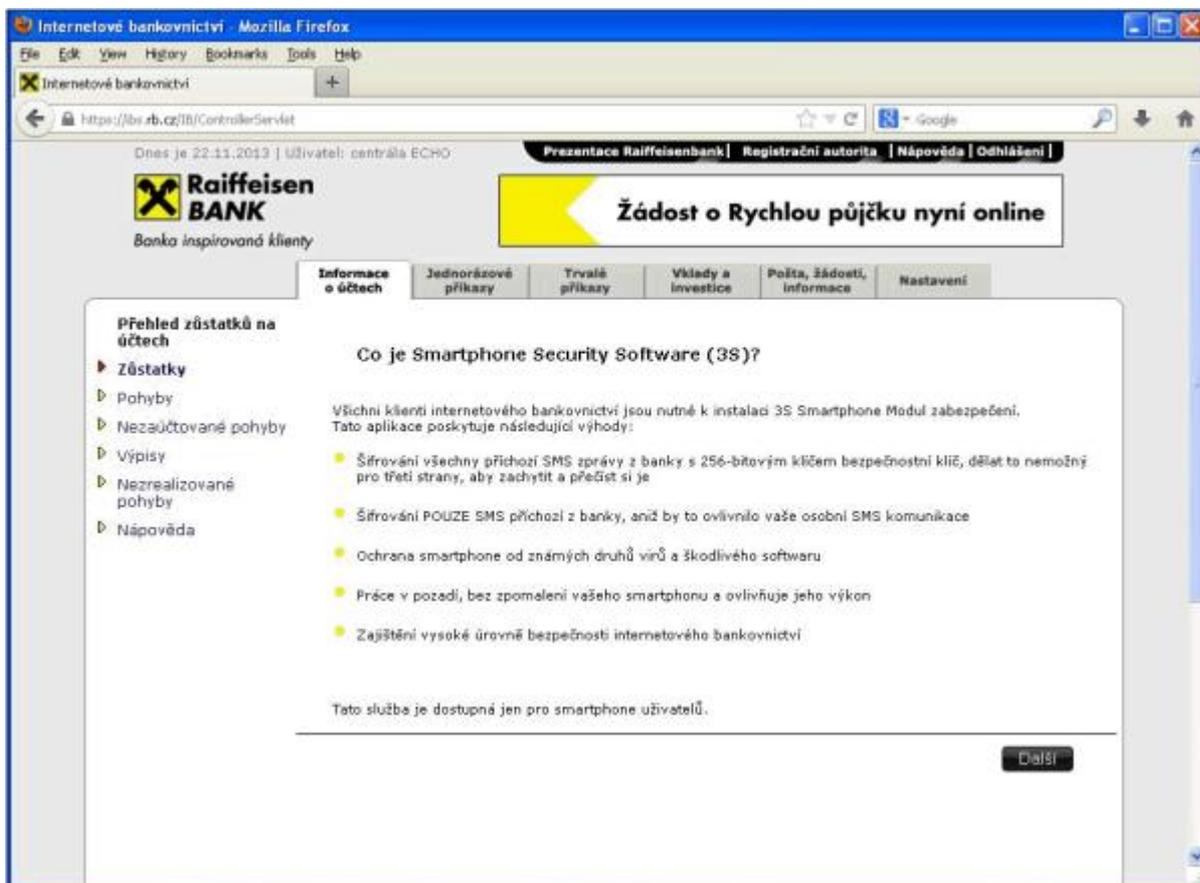 Internetové bankovnictví - Mozilla Firefox
File Edit View History Bookmarks Tools Help
Internetové bankovnictví +
https://ibs.rb.cz/IB/ControllerServlet Google
Dnes je 22.11.2013 | Uživatel: centrála ECHO
Prezentace Raiffeisenbank | Registrační autorita | Nápověda | Odhlášení |
Raiffeisen
BANK
Banka inspirovaná klienty
Žádost o Rychlou půjčku nyní online
Informace o účtech
Jednorázové příkazy
Trvalé příkazy
Vklady a investice
Pošta, žádosti, informace
Nastavení
Přehled zůstatků na
účtech
Zůstatky
Pohyby
Nezaúčtované pohyby
Výpisy
Nezrealizované
pohyby
Nápověda
Co je Smartphone Security Software (3S)?
Všichni klienti internetového bankovnictví jsou nutné k instalaci 3S Smartphone Modul zabezpečení.
Tato aplikace poskytuje následující výhody:
Šifrování všechny příchozí SMS zprávy z banky s 256-bitovým klíčem bezpečnostní klíč, dělat to nemožný
pro třetí strany, aby zachytit a přečíst si je
Šifrování POUZE SMS příchozí z banky, aniž by to ovlivnilo vaše osobní SMS komunikace
Ochrana smartphone od známých druhů virů a škodlivého softwaru
Práce v pozadí, bez zpomalení vašeho smartphonu a ovlivňuje jeho výkon
Zajištění vysoké úrovně bezpečnosti internetového bankovnictví
Tato služba je dostupná jen pro smartphone uživatelů.
Další